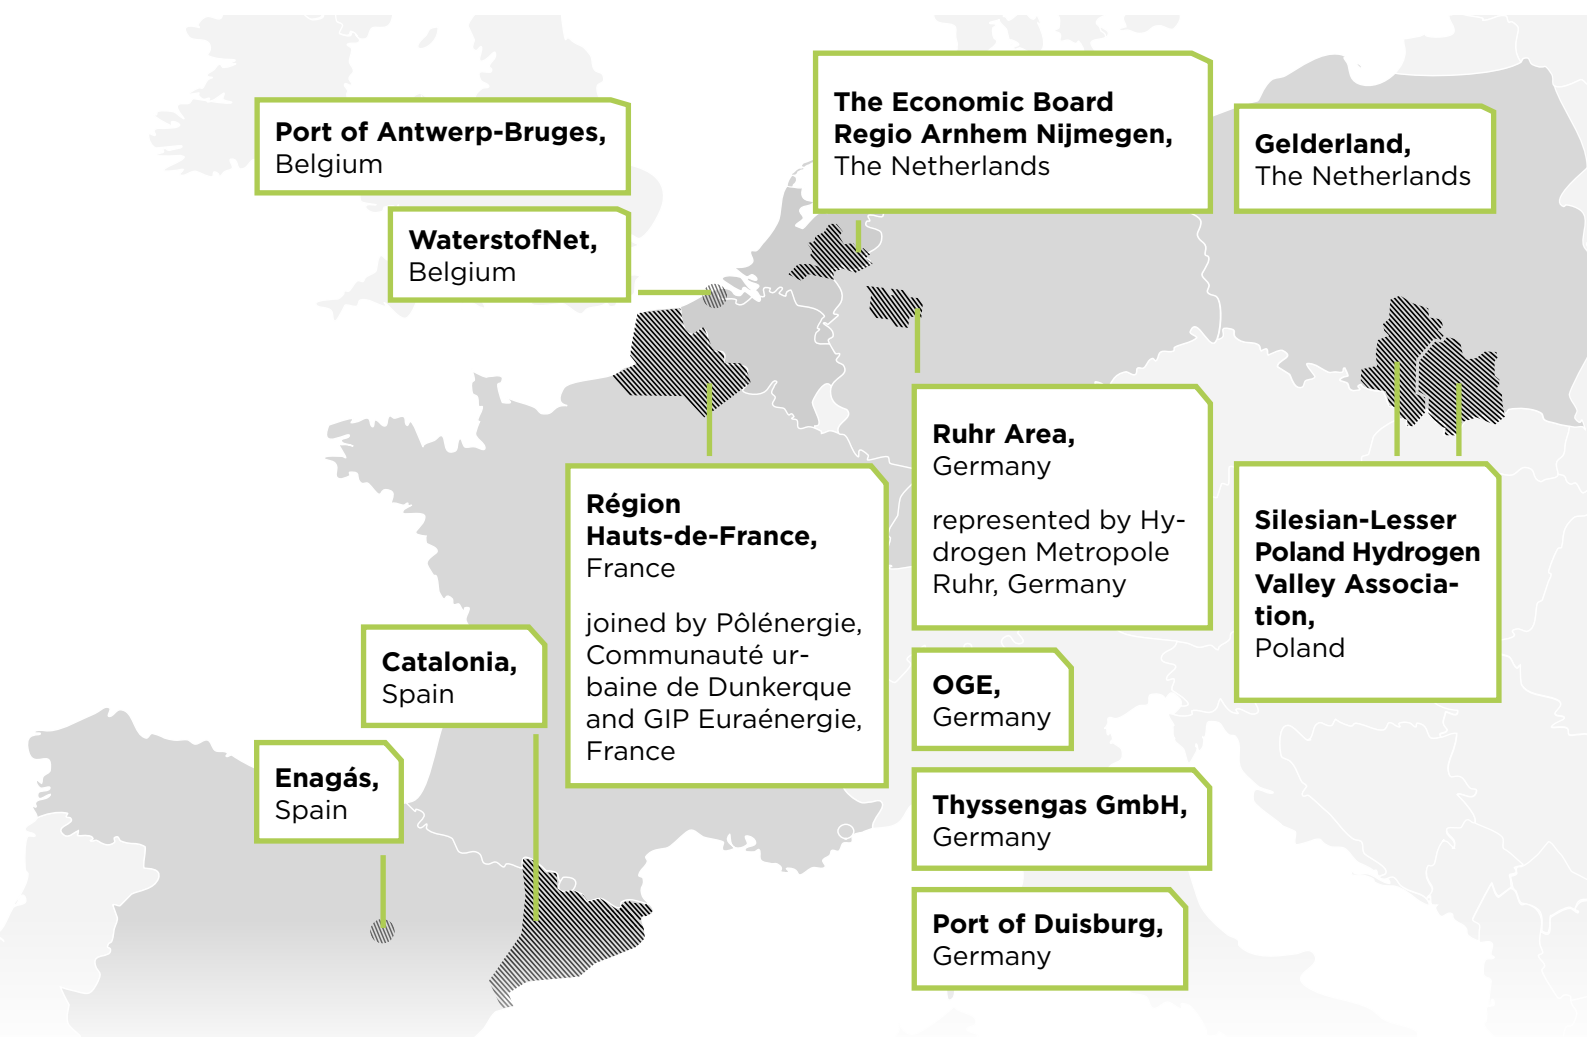 Port of Antwerp-Bruges,
Belgium
WaterstofNet,
Belgium
The Economic Board
Regio Arnhem Nijmegen,
The Netherlands
Gelderland,
The Netherlands
Région
Hauts-de-France,
France
joined by Pôlénergie,
Communauté ur-
baine de Dunkerque
and GIP Euraénergie,
France
Catalonia,
Spain
Enagás,
Spain
Ruhr Area,
Germany
represented by Hy-
drogen Metropole
Ruhr, Germany
OGE,
Germany
Thyssengas GmbH,
Germany
Port of Duisburg,
Germany
Silesian-Lesser
Poland Hydrogen
Valley Associa-
tion,
Poland